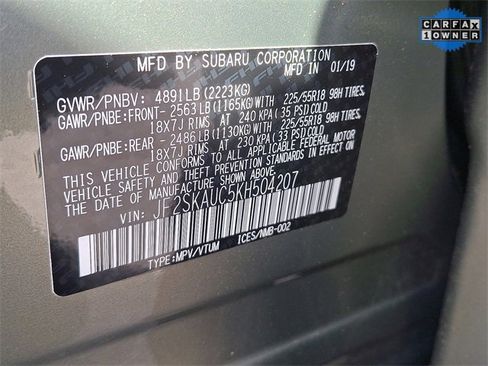 CARFAX
1 OWNER
MFD BY SUBARU CORPORATION
MFD IN 01/19
GVWR/PNBV: 4891LB (2223KG)
GAWR/PNBE:FRONT- 2563LB(1165KG)WITH 225/55R18 98H TIRES,
18X7J RIMS AT 240 KPA(35 PSI)COLD
GAWR/PNBE:REAR - 2486LB(1130KG)WITH 225/55R18 98H TIRES,
18X7J RIMS AT 230 KPA(33 PSI)COLD
THIS VEHICLE CONFORMS TO ALL APPLICABLE FEDERAL MOTOR
VEHICLE SAFETY AND THEFT PREVENTION STANDARDS IN EFFECT ON
THE DATE OF MANUFACTURE SHOWN ABOVE.
VIN: JF2SKAUC5KH504207
TYPE:MPV/VTUM ICES/NMB-002